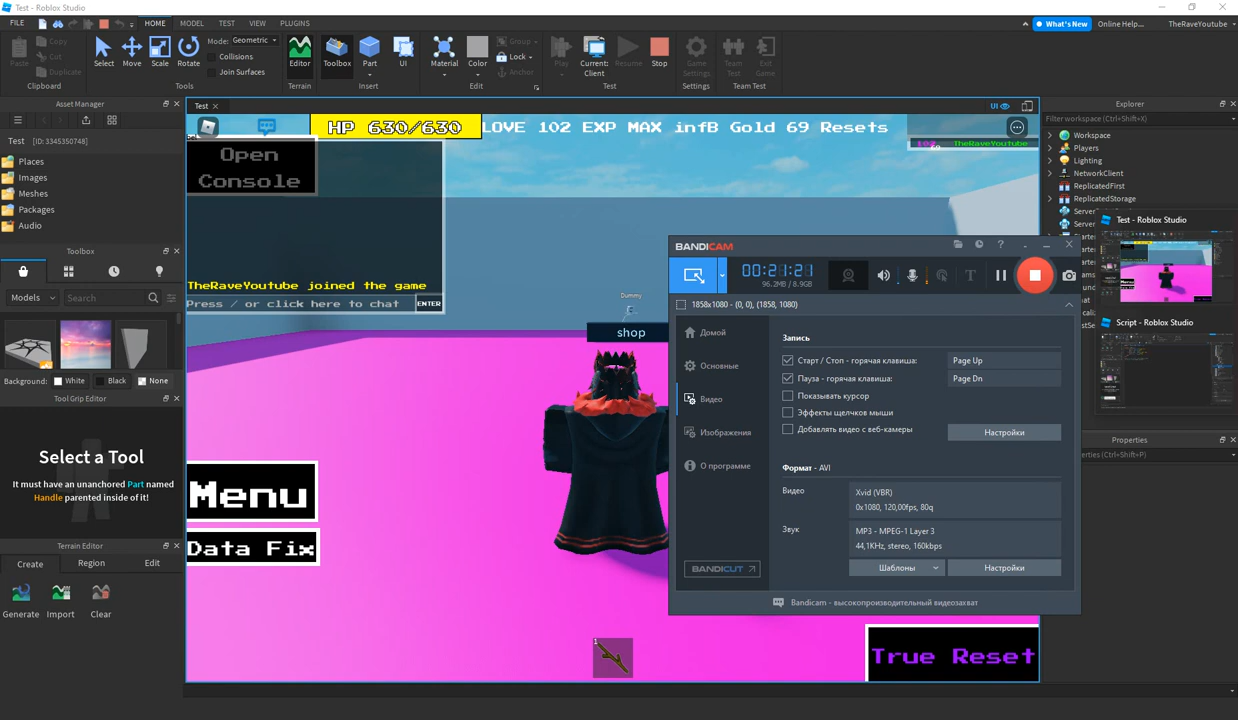 Test - Roblox Studio
FILE
HOME
MODEL
TEST
VIEW
PLUGINS
What's New
Online Help...
TheRaveYoutube
Paste
Copy
Cut
Duplicate
Clipboard
Select
Move
Scale
Rotate
Mode: Geometric
Collisions
Join Surfaces
Tools
Editor
Terrain
Toolbox
Part
UI
Insert
Material
Color
Group
Lock
Anchor
Edit
Play
Current:
Client
Resume
Stop
Test
Game
Settings
Settings
Team
Test
Exit
Game
Team Test
Asset Manager
Test [ID: 3345350748]
Places
Images
Meshes
Packages
Audio
Toolbox
Models
Search
Background:
White
Black
None
Tool Grip Editor
Select a Tool
It must have an unanchored Part named
Handle parented inside of it!
Terrain Editor
Create
Region
Edit
Generate
Import
Clear
Test
UI
HP 630/630
LOVE 102 EXP MAX infB Gold 69 Resets
Open
Console
TheRaveYoutube
TheRaveYoutube joined the game
Press / or click here to chat
ENTER
Dummy
shop
Menu
Data Fix
1
True Reset
BANDICAM
00:21:21
96.2MB / 8.9GB
1858x1080 - (0, 0), (1858, 1080)
Домой
Основные
Видео
Изображения
О программе
BANDICUT
Запись
Старт / Стоп - горячая клавиша:
Page Up
Пауза - горячая клавиша:
Page Dn
Показывать курсор
Эффекты щелчков мыши
Добавлять видео с веб-камеры
Настройки
Формат - AVI
Видео
Xvid (VBR)
0x1080, 120,00fps, 80q
Звук
MP3 - MPEG-1 Layer 3
44,1KHz, stereo, 160kbps
Шаблоны
Настройки
Bandicam - высокопроизводительный видеозахват
Explorer
Filter workspace (Ctrl+Shift+X)
Workspace
Players
Lighting
NetworkClient
ReplicatedFirst
ReplicatedStorage
Test - Roblox Studio
Script - Roblox Studio
Properties
(Ctrl+Shift+P)